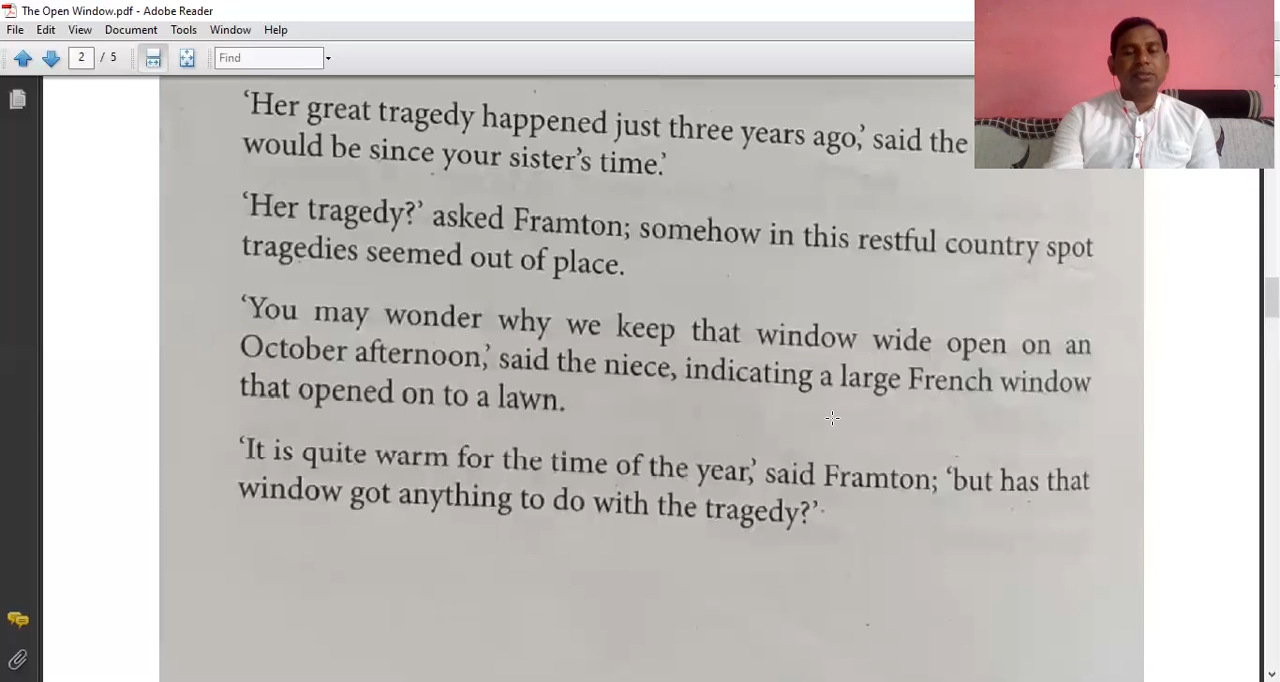 The Open Window.pdf - Adobe Reader
File Edit View Document Tools Window Help
2 / 5 Find
‘Her great tragedy happened just three years ago,’ said the
would be since your sister’s time.’
‘Her tragedy?’ asked Framton; somehow in this restful country spot
tragedies seemed out of place.
‘You may wonder why we keep that window wide open on an
October afternoon,’ said the niece, indicating a large French window
that opened on to a lawn.
‘It is quite warm for the time of the year,’ said Framton; ‘but has that
window got anything to do with the tragedy?’